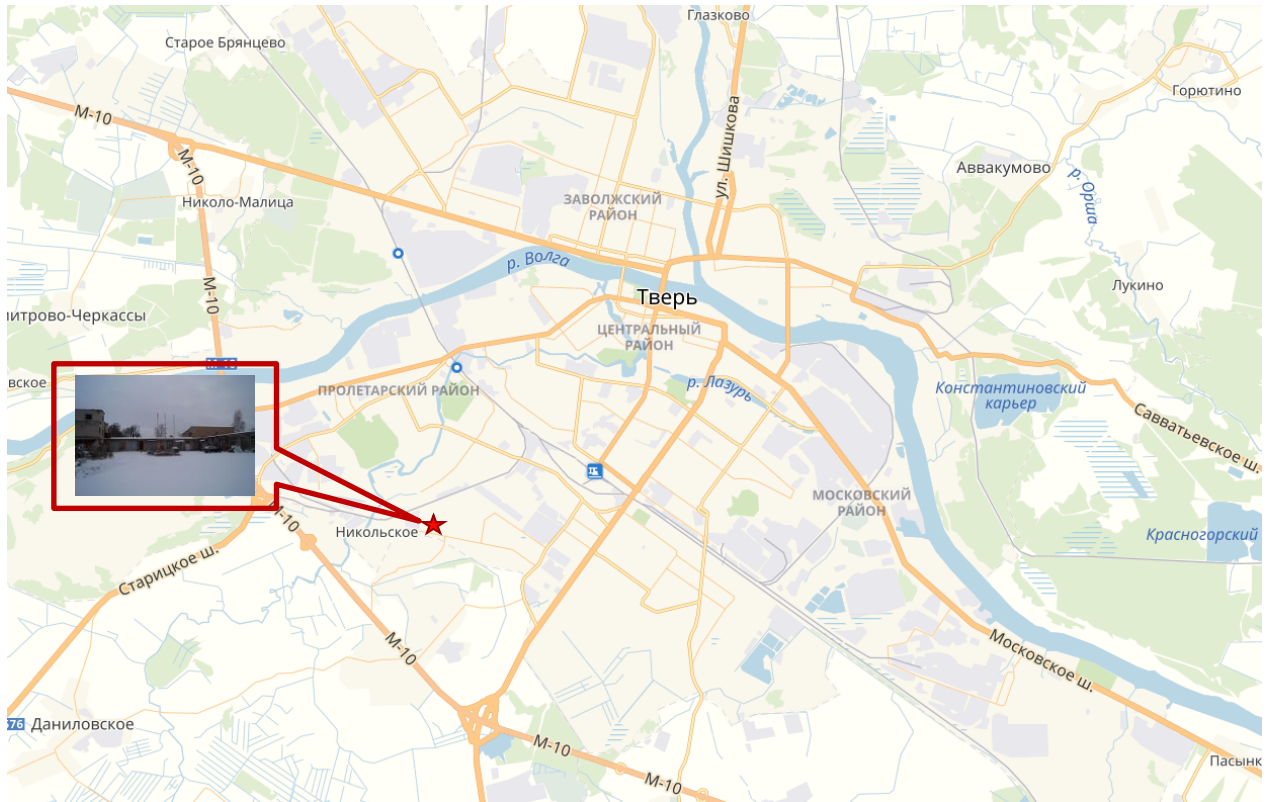 Глазково
Старое Брянцево
Горютино
М-10
ул. Шишкова
М-10
Аввакумово
р. Орша
Николо-Малица
ЗАВОЛЖСКИЙ
РАЙОН
р. Волга
М-10
Лукино
Тверь
итрово-Черкассы
ЦЕНТРАЛЬНЫЙ
РАЙОН
вское
ПРОЛЕТАРСКИЙ РАЙОН
р. Лазурь
Константиновский
карьер
Савватьевское ш.
МОСКОВСКИЙ
РАЙОН
М-10
Никольское
Красногорский
Старицкое ш.
М-10
Московское ш.
Даниловское
М-10
Пасынк
М-10